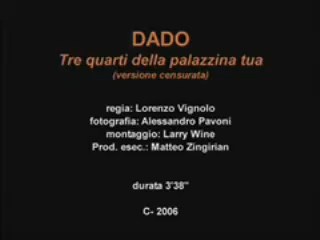 DADO
Tre quarti della palazzina tua
(versione censurata)
regia: Lorenzo Vignolo
fotografia: Alessandro Pavoni
montaggio: Larry Wine
Prod. esec.: Matteo Zingirian
durata 3'38"
C- 2006